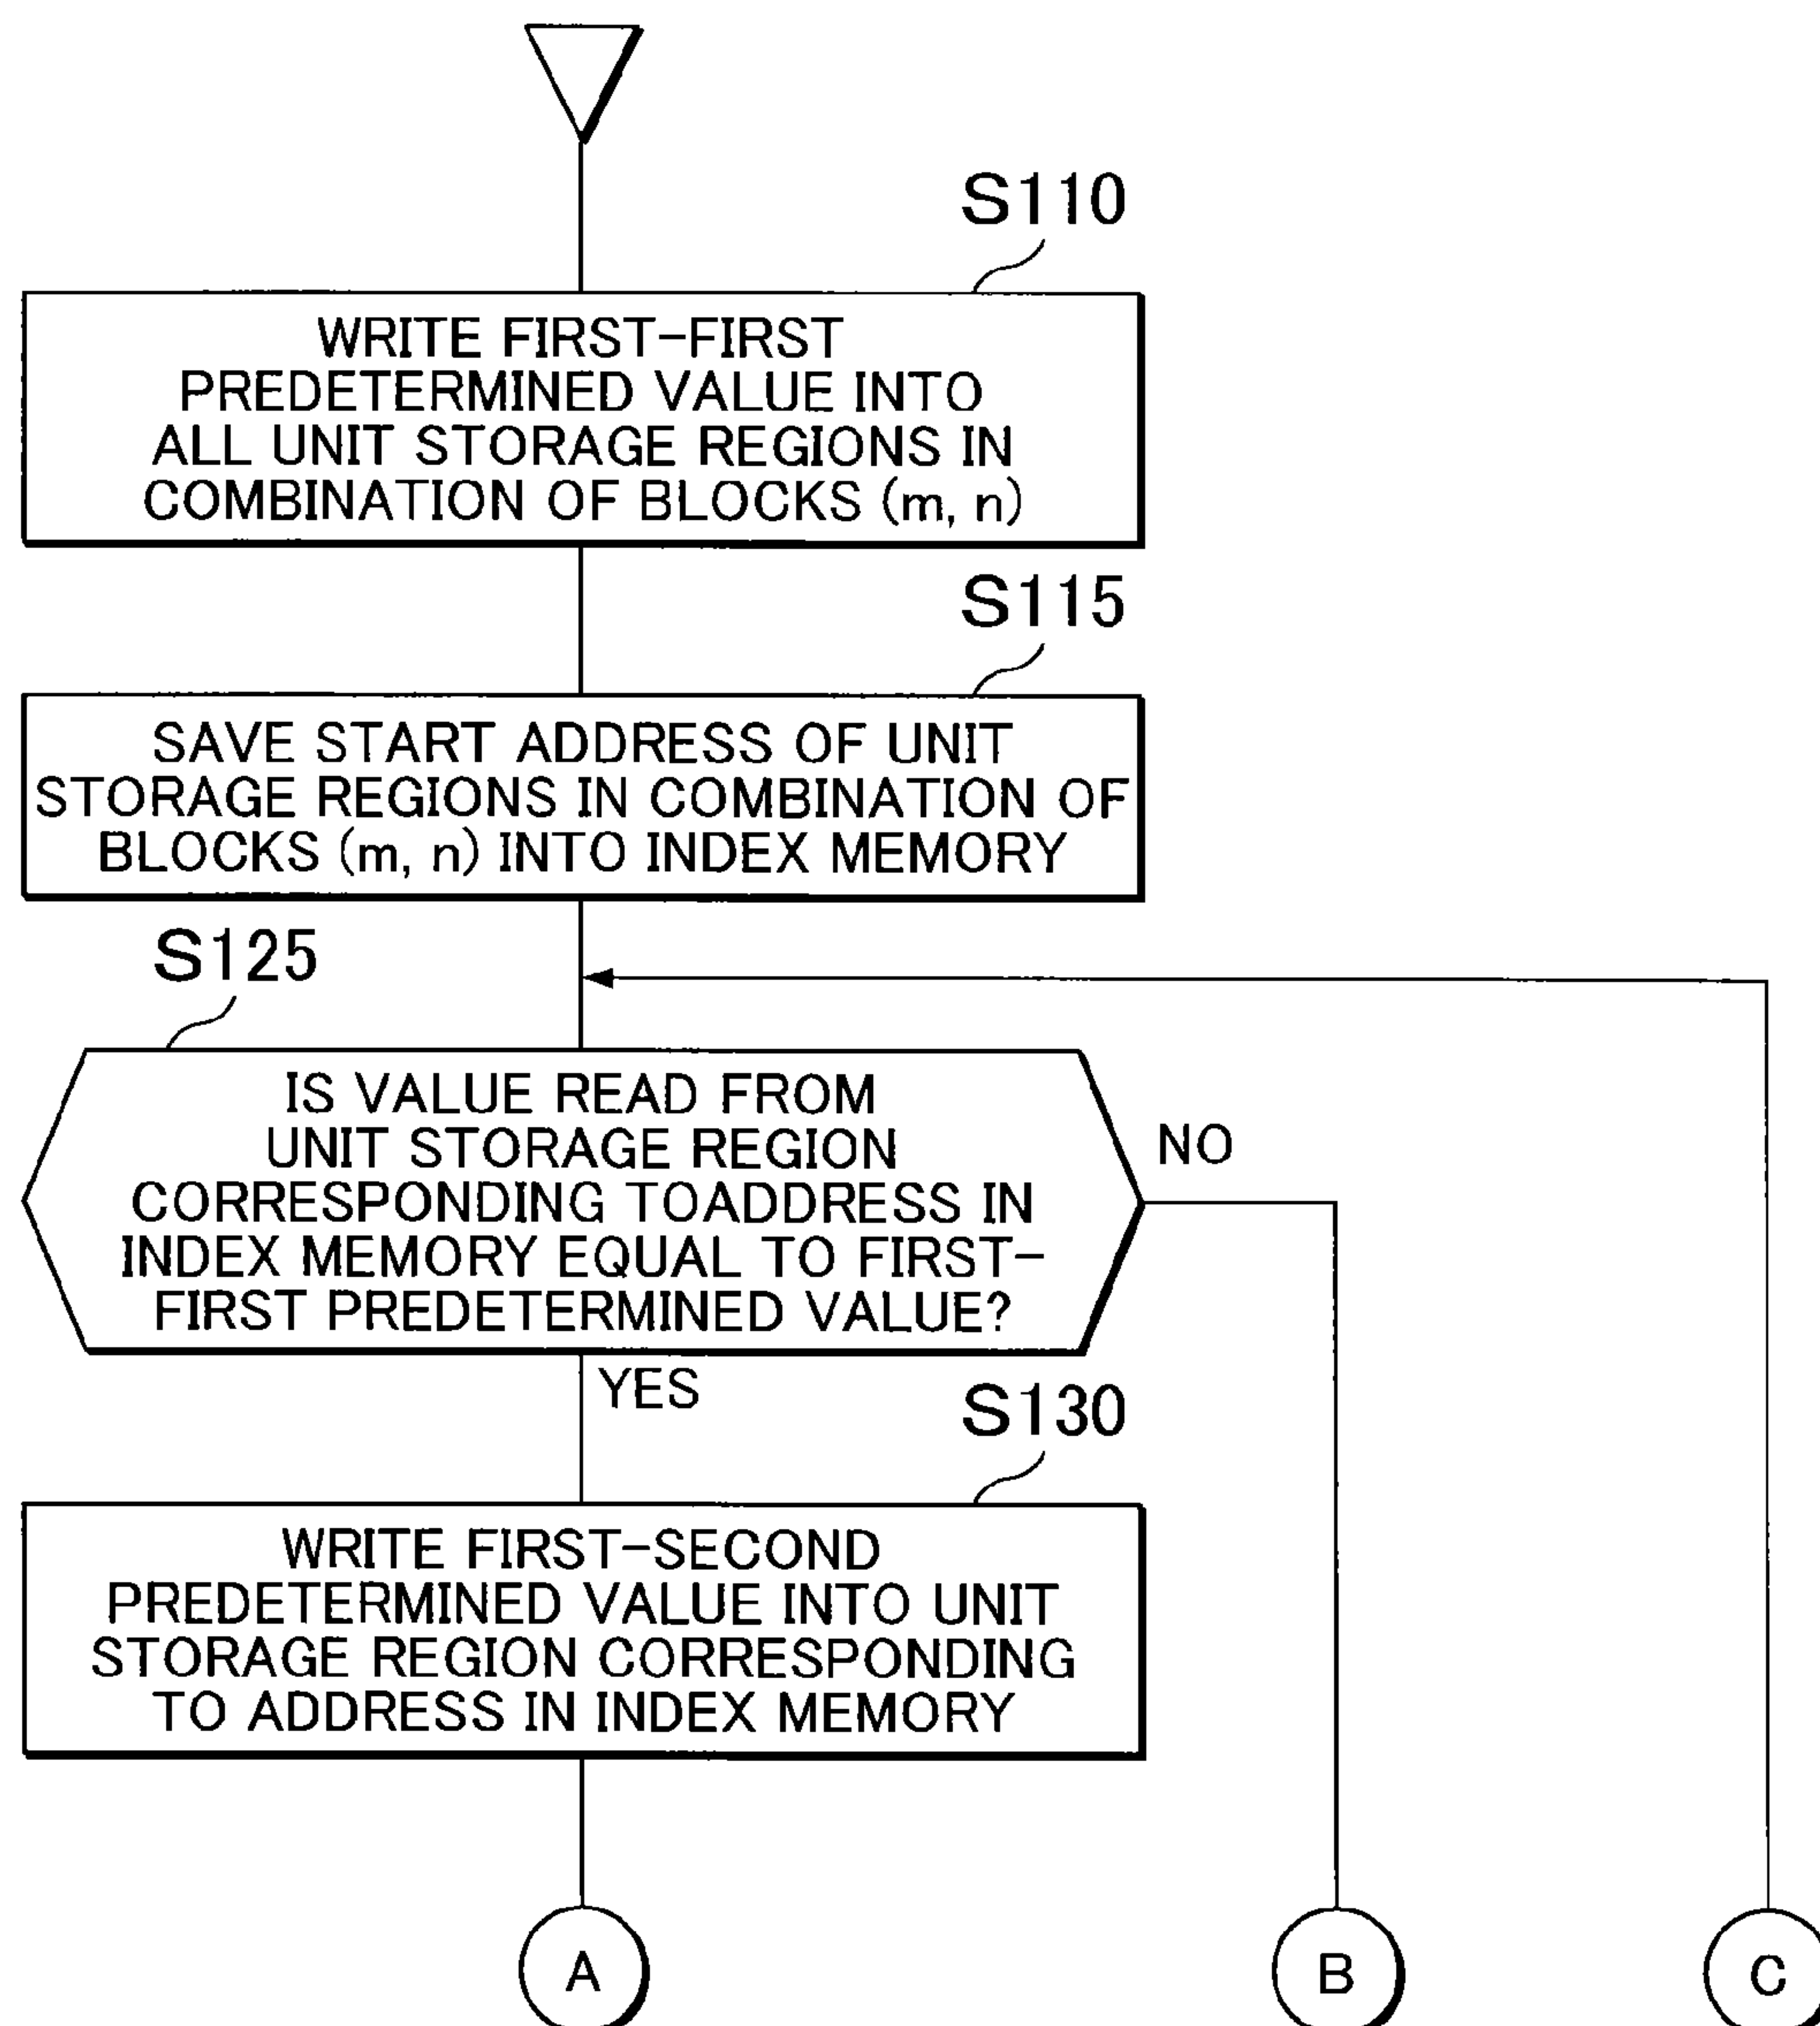 S110
WRITE FIRST-FIRST
PREDETERMINED VALUE INTO
ALL UNIT STORAGE REGIONS IN
COMBINATION OF BLOCKS (m, n)
S115
SAVE START ADDRESS OF UNIT
STORAGE REGIONS IN COMBINATION OF
BLOCKS (m, n) INTO INDEX MEMORY
S125
IS VALUE READ FROM
UNIT STORAGE REGION
CORRESPONDING TOADDRESS IN
INDEX MEMORY EQUAL TO FIRST-
FIRST PREDETERMINED VALUE?
NO
YES
S130
WRITE FIRST-SECOND
PREDETERMINED VALUE INTO UNIT
STORAGE REGION CORRESPONDING
TO ADDRESS IN INDEX MEMORY
A
B
C